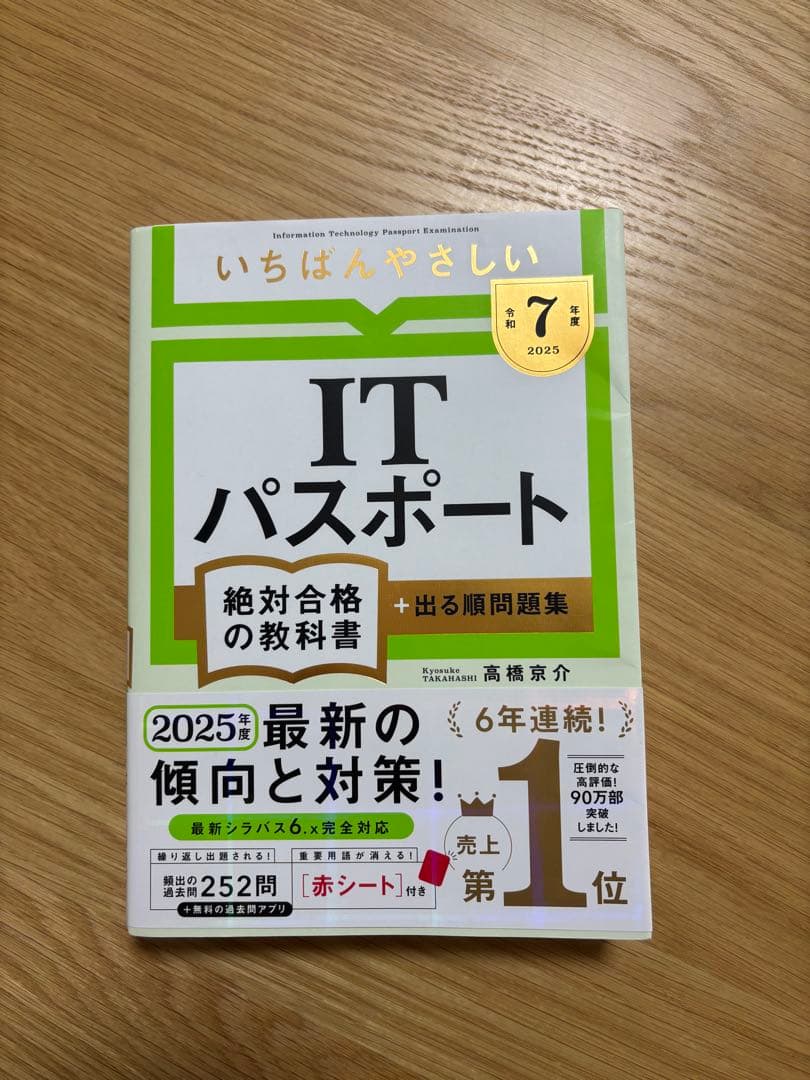 Information Technology Passport Examination
いちばんやさしい
令和
7
年度
2025
IT
パスポート
絶対合格
の教科書
+出る順問題集
Kyosuke
TAKAHASHI
高橋京介
2025年度
最新の
傾向と対策!
最新シラバス6.x完全対応
繰り返し出題される!
頻出の
過去問
252問
+無料の過去問アプリ
重要用語が消える!
[赤シート]付き
6年連続!
売上
第1位
圧倒的な
高評価!
90万部
突破
しました!